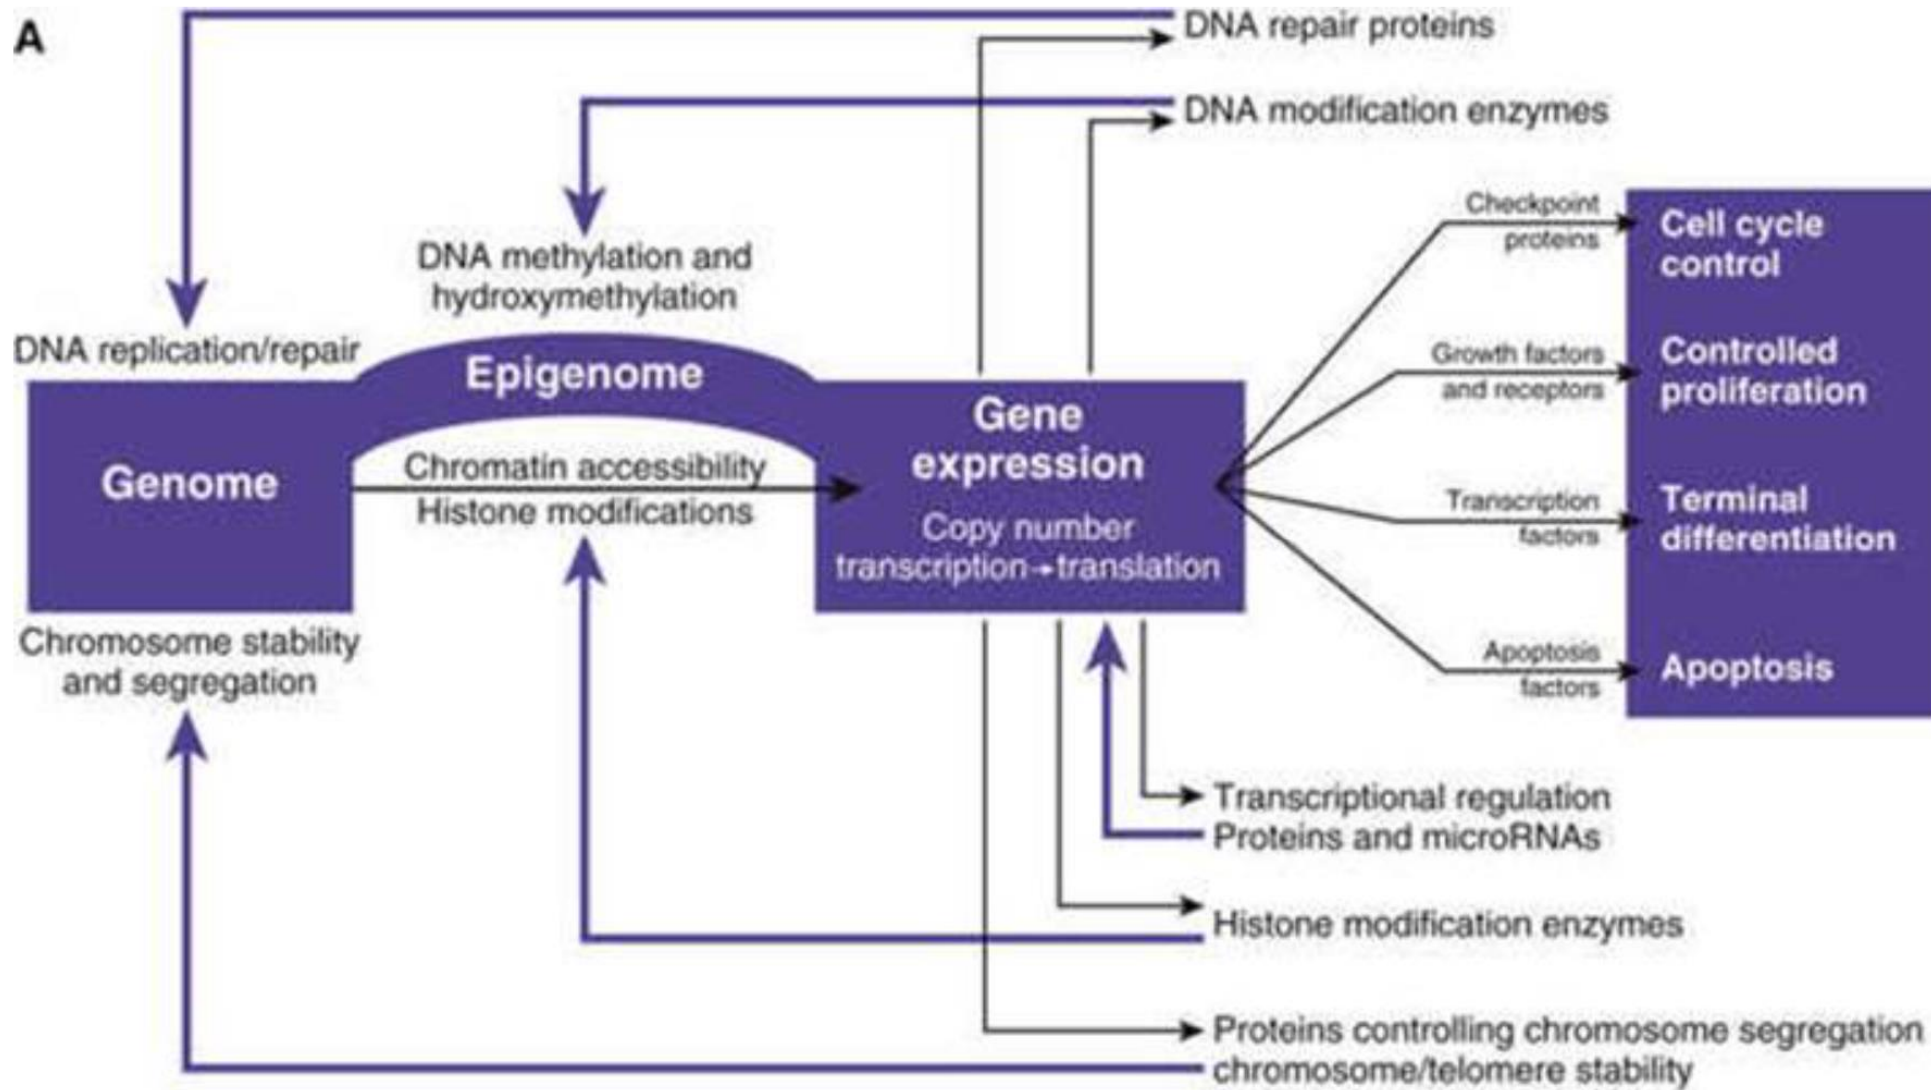 A
DNA repair proteins
DNA modification enzymes
DNA methylation and
hydroxymethylation
DNA replication/repair
Genome
Epigenome
Chromatin accessibility
Histone modifications
Chromosome stability
and segregation
Gene
expression
Copy number
transcription→translation
Checkpoint
proteins
Cell cycle
control
Growth factors
and receptors
Controlled
proliferation
Transcription
factors
Terminal
differentiation
Apoptosis
factors
Apoptosis
Transcriptional regulation
Proteins and microRNAs
Histone modification enzymes
Proteins controlling chromosome segregation
chromosome/telomere stability